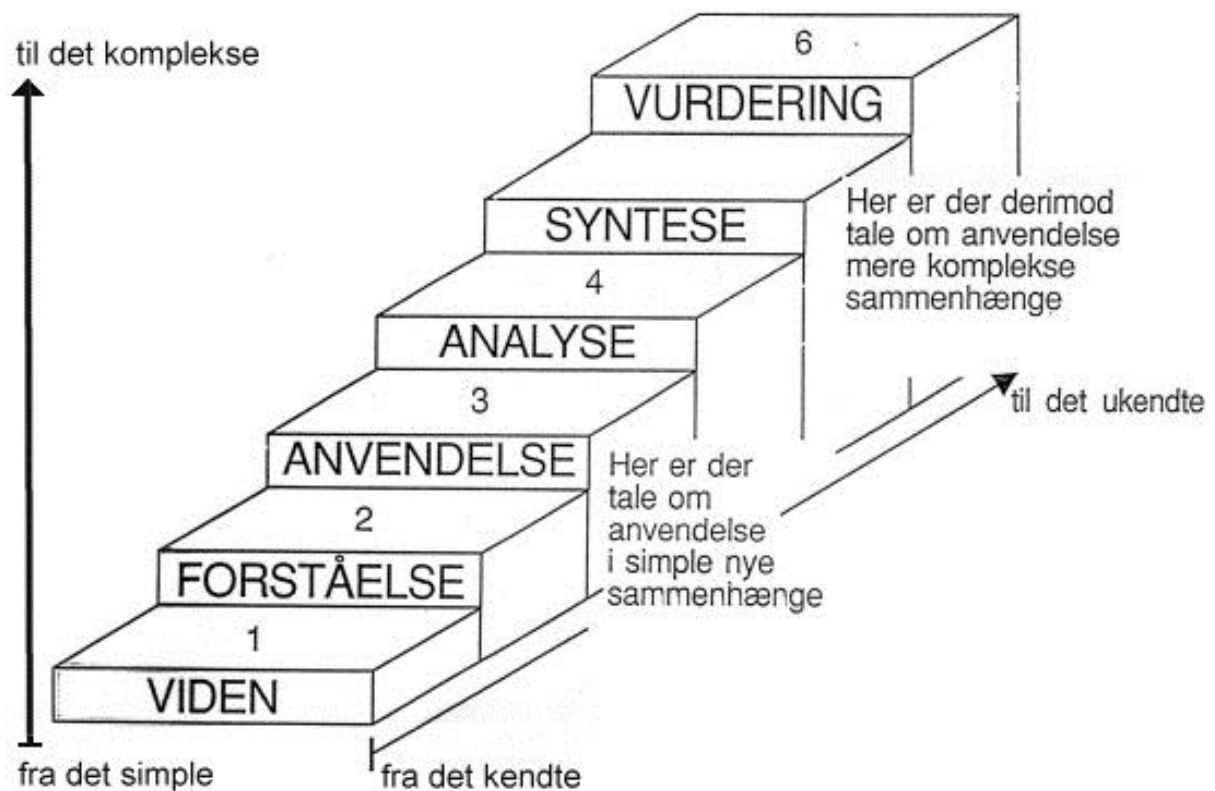 til det komplekse
6
VURDERING
SYNTESE
Her er der derimod
tale om anvendelse
mere komplekse
sammenhænge
4
ANALYSE
3
ANVENDELSE
til det ukendte
Her er der
tale om
anvendelse
i simple nye
sammenhænge
2
FORSTÅELSE
1
VIDEN
fra det simple
fra det kendte